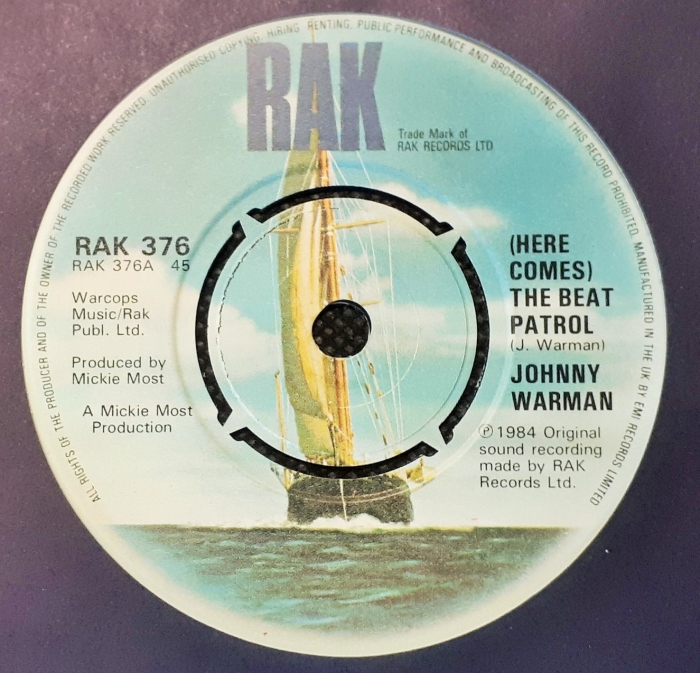 ALL RIGHTS OF THE PRODUCER AND OF THE OWNER OF THE RECORDED WORK RESERVED. UNAUTHORISED COPYING, HIRING, RENTING, PUBLIC PERFORMANCE AND BROADCASTING OF THIS RECORD PROHIBITED. MANUFACTURED IN THE UK BY EMI RECORDS LIMITED
RAK
Trade Mark of
RAK RECORDS LTD
RAK 376
RAK 376A 45
Warcops
Music/Rak
Publ. Ltd.
Produced by
Mickie Most
A Mickie Most
Production
(HERE
COMES)
THE BEAT
PATROL
(J. Warman)
JOHNNY
WARMAN
℗1984 Original
sound recording
made by RAK
Records Ltd.